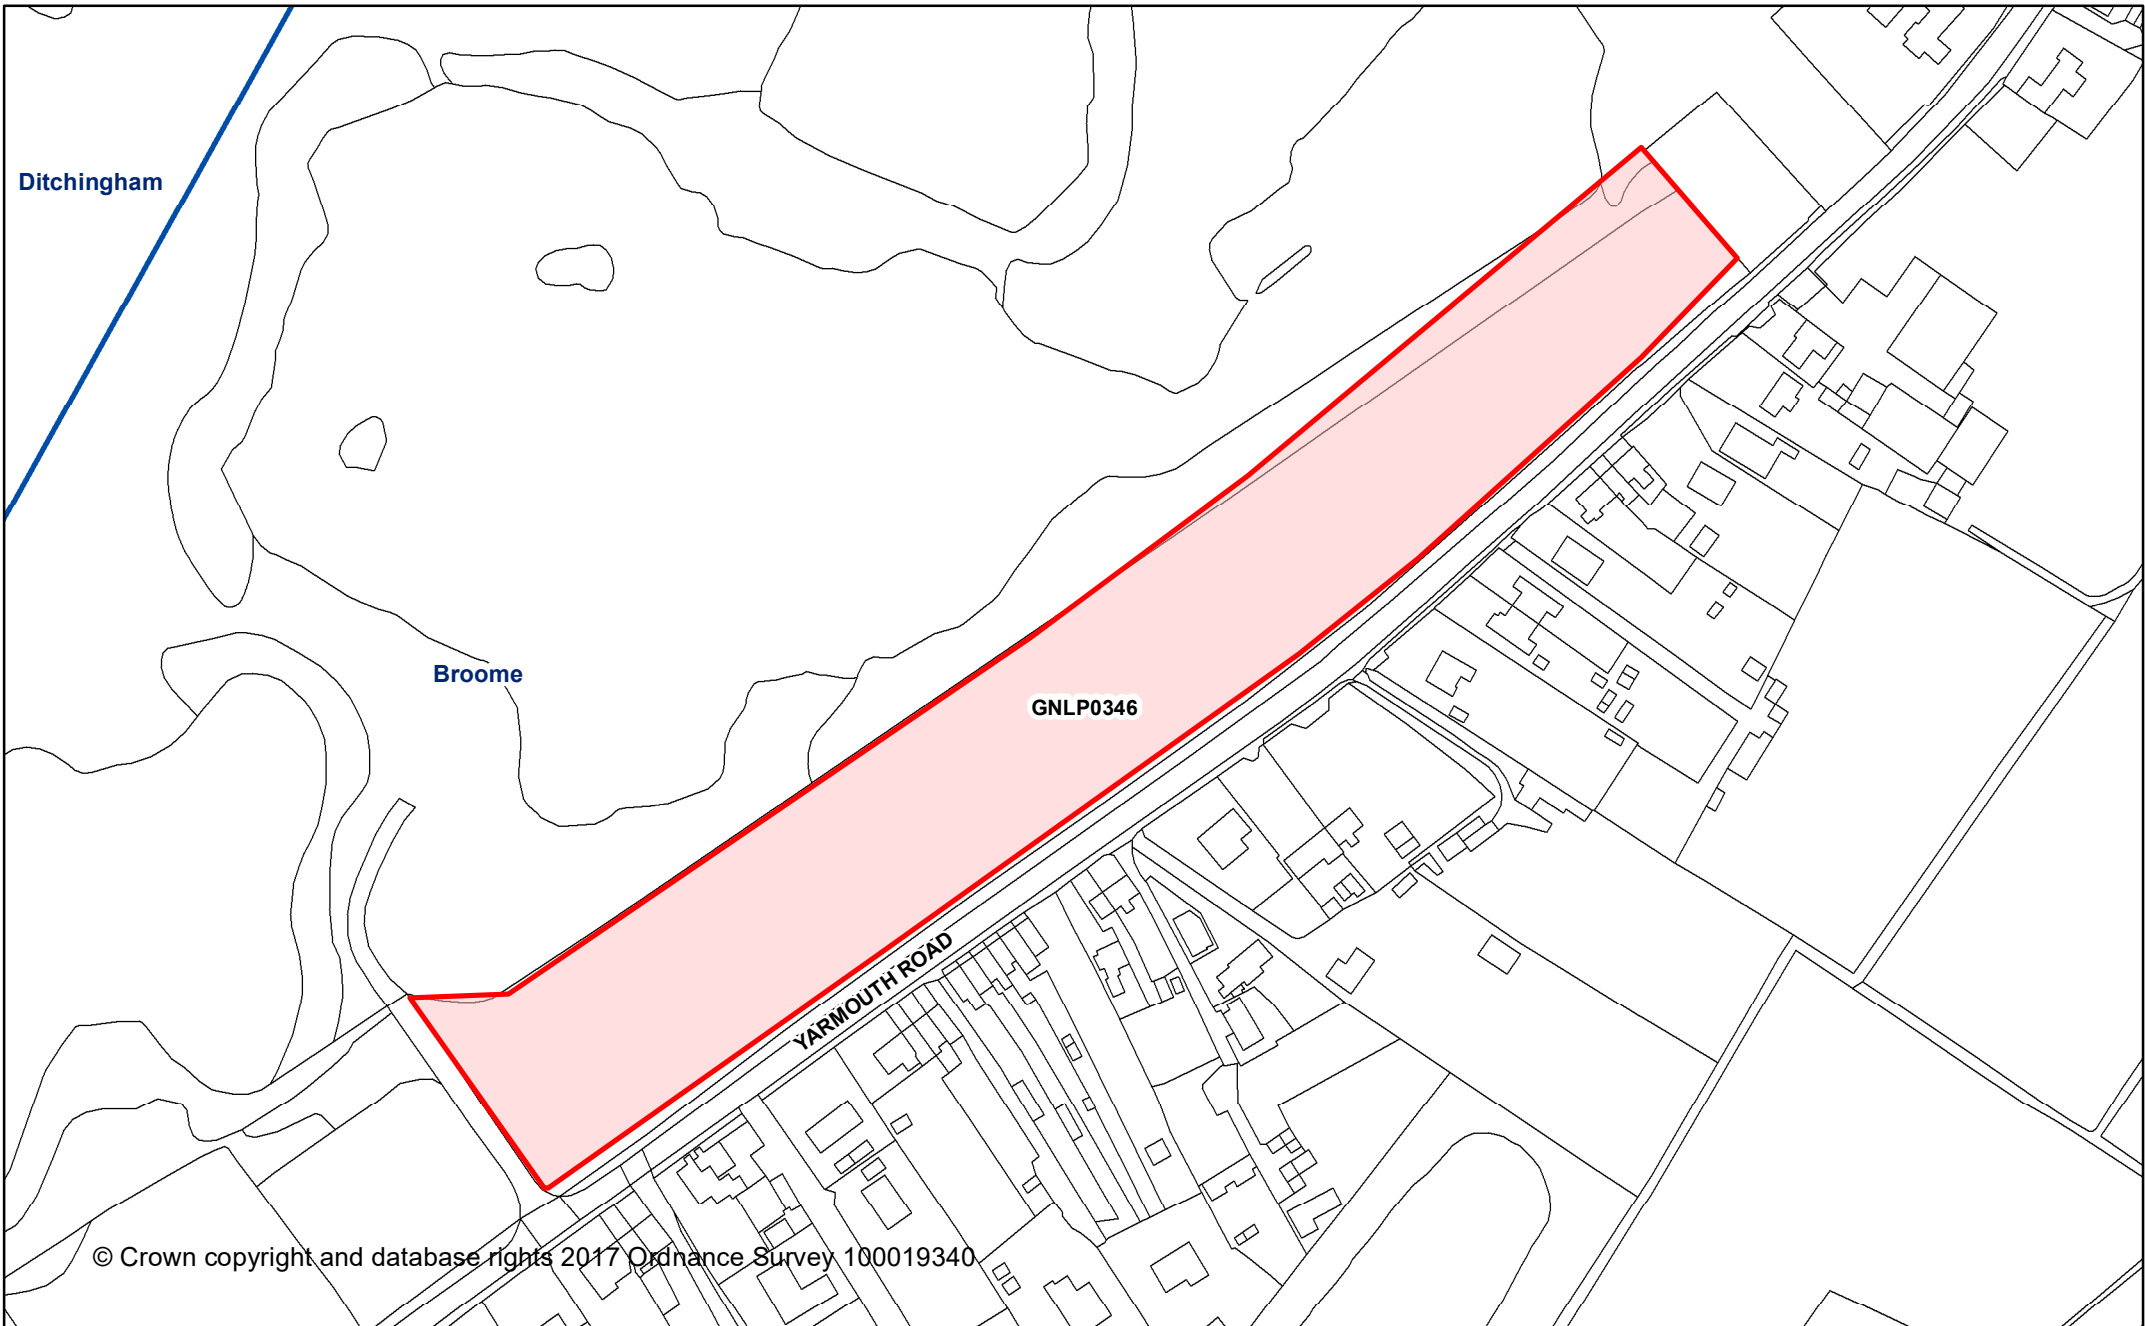 Ditchingham
Broome
GNLP0346
YARMOUTH ROAD
© Crown copyright and database rights 2017 Ordnance Survey 100019340